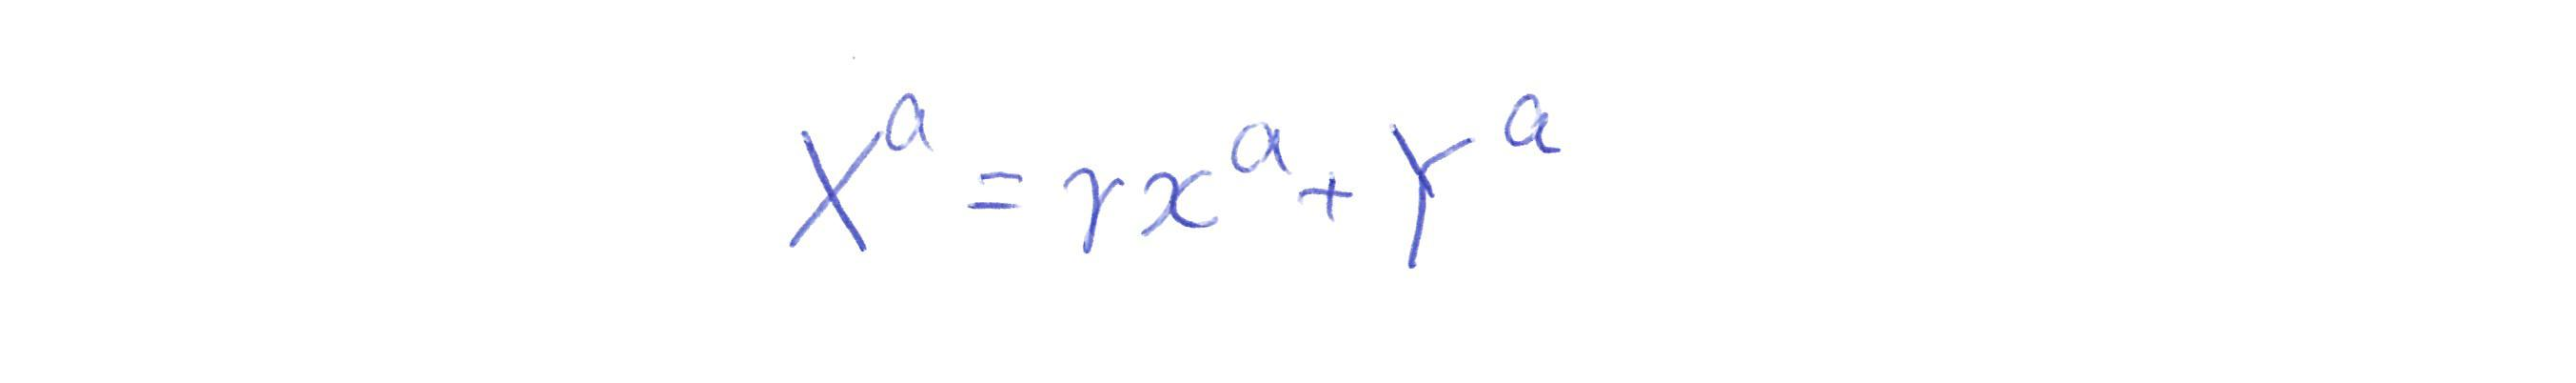 X^a = γx^a + Y^a